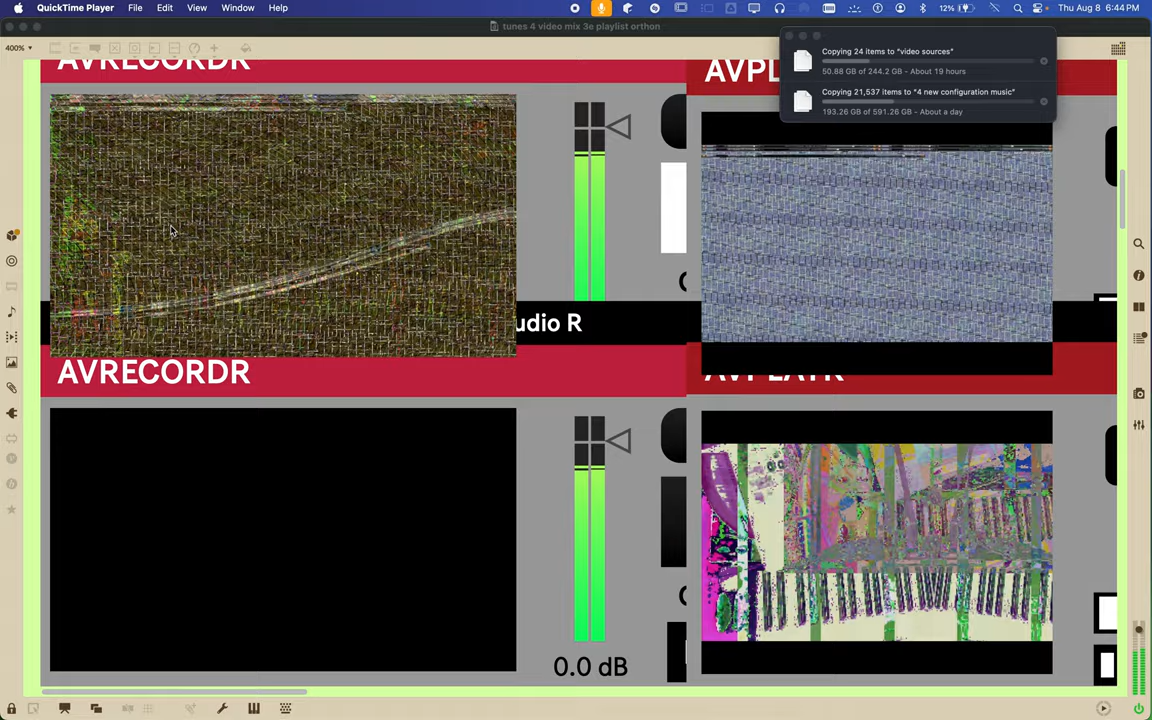 QuickTime Player File Edit View Window Help
12% Thu Aug 8 6:44 PM
tunes 4 video mix 3e playlist orthon
400%
Copying 24 items to "video sources"
50.88 GB of 244.2 GB - About 19 hours
Copying 21,537 items to "4 new configuration music"
193.26 GB of 591.26 GB - About a day
AVRECORDR
udio R
AVRECORDR
AVPLAYR
0.0 dB